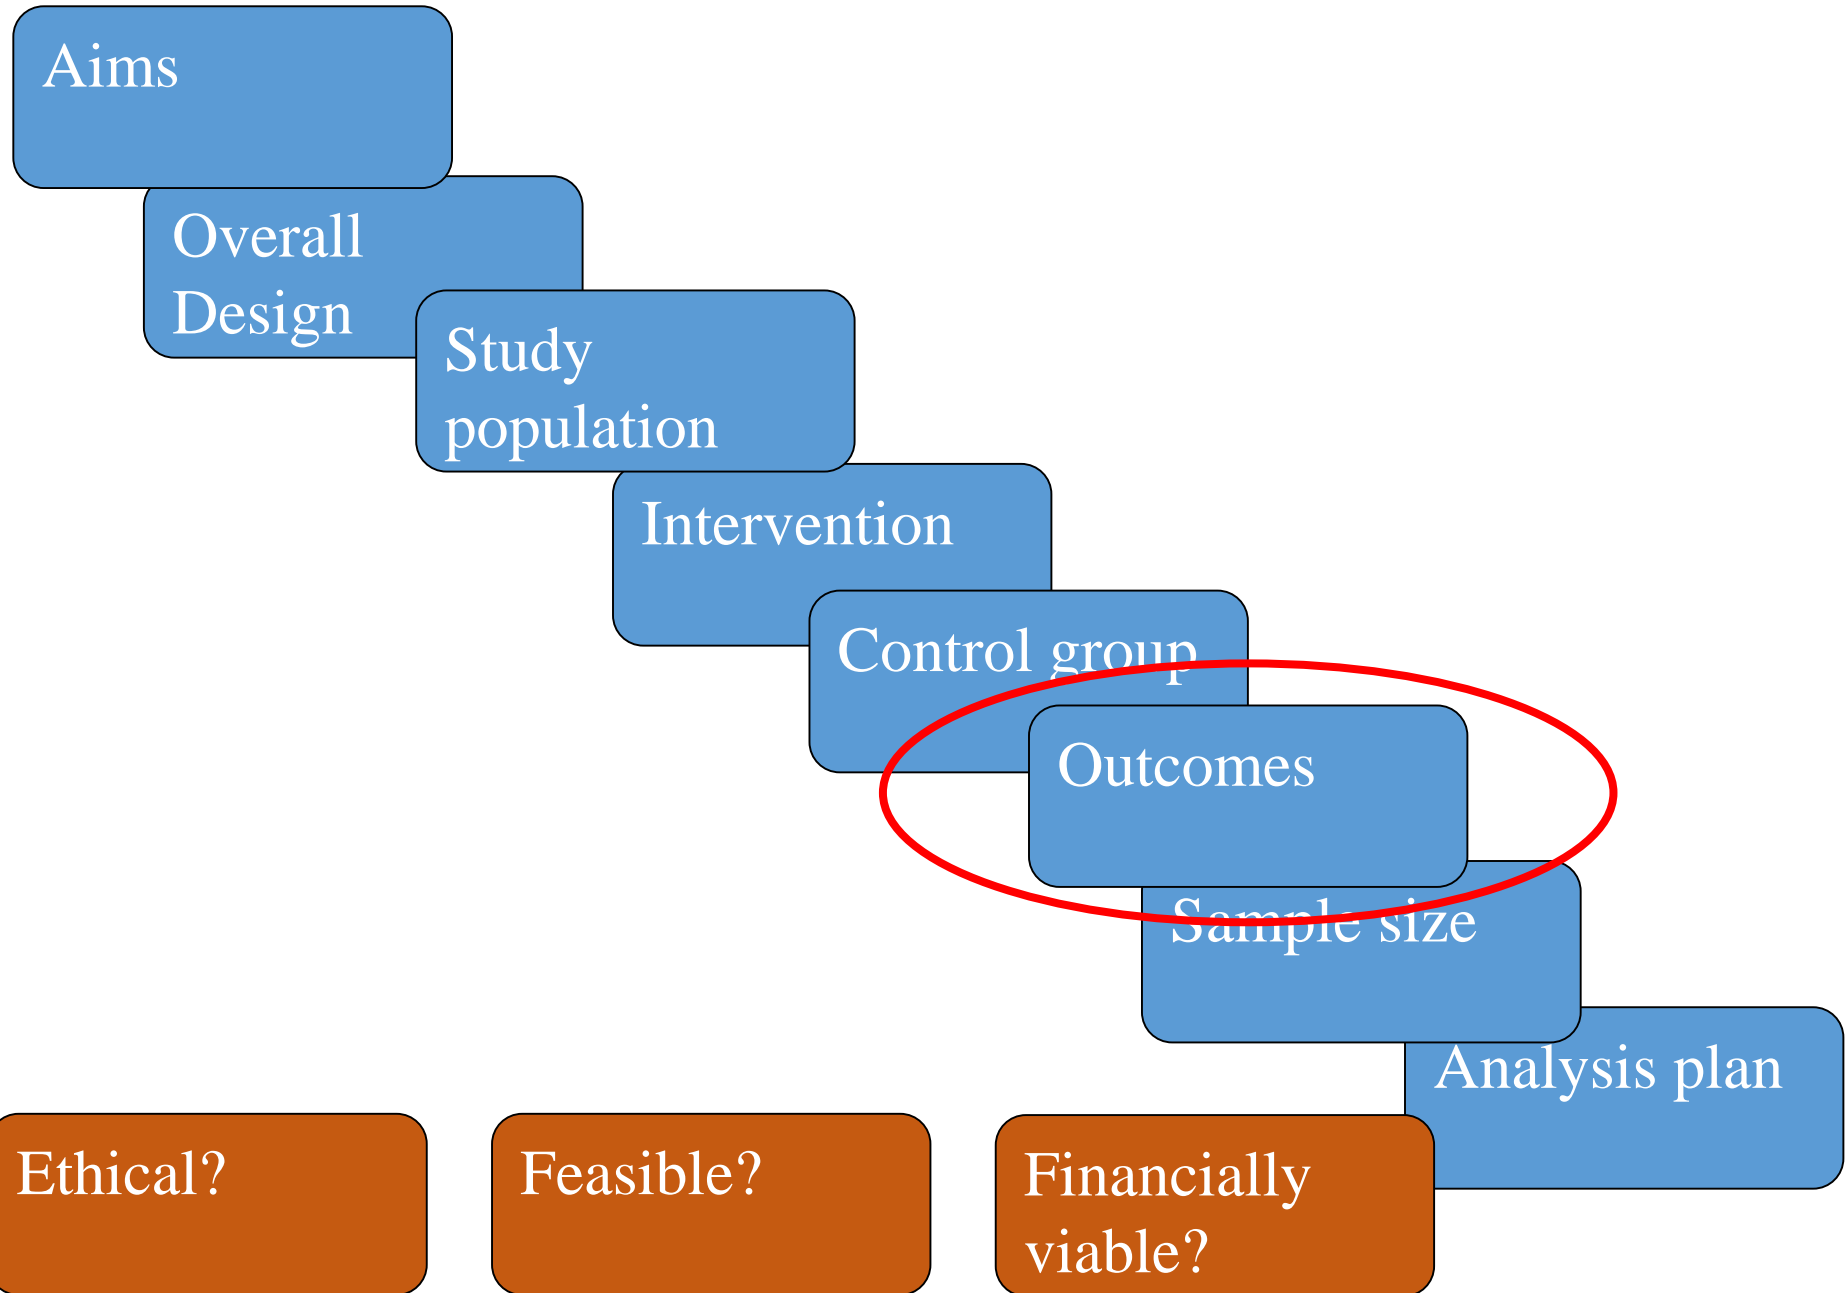 Aims
Overall
Design
Study
population
Intervention
Control group
Outcomes
Sample size
Analysis plan
Ethical?
Feasible?
Financially
viable?